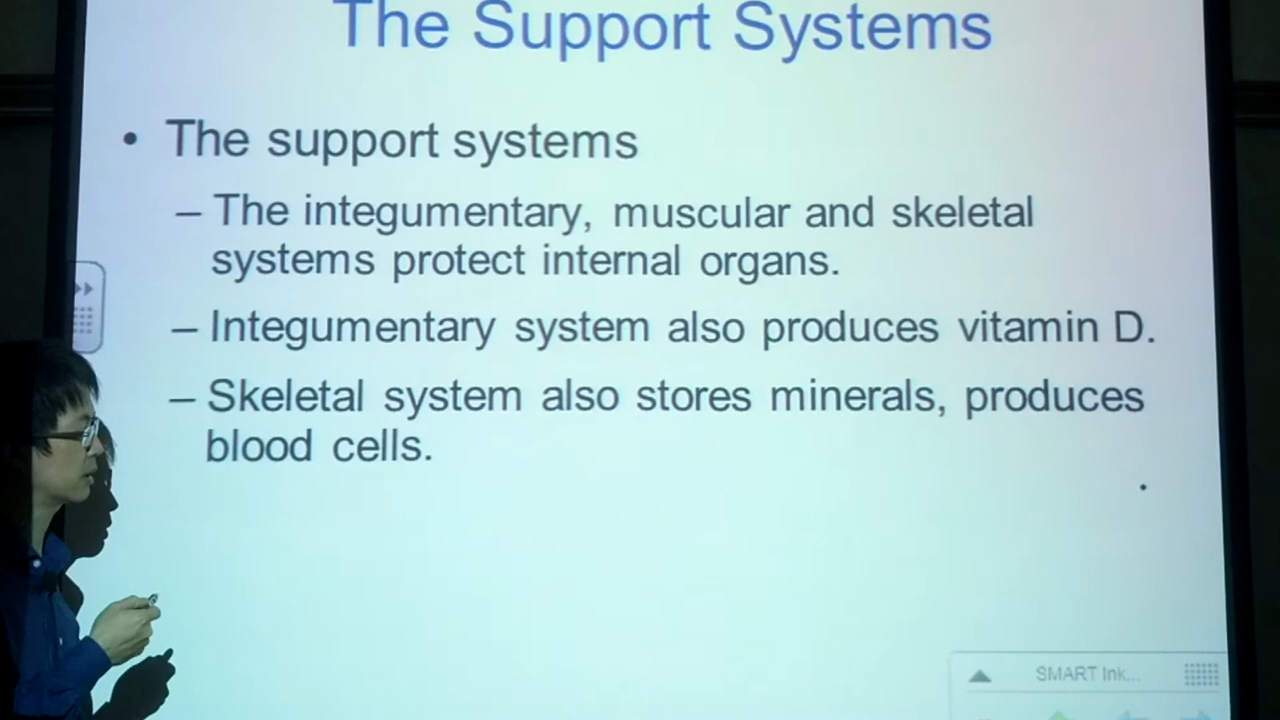 The Support Systems
• The support systems
– The integumentary, muscular and skeletal
systems protect internal organs.
– Integumentary system also produces vitamin D.
– Skeletal system also stores minerals, produces
blood cells.
SMART Ink...